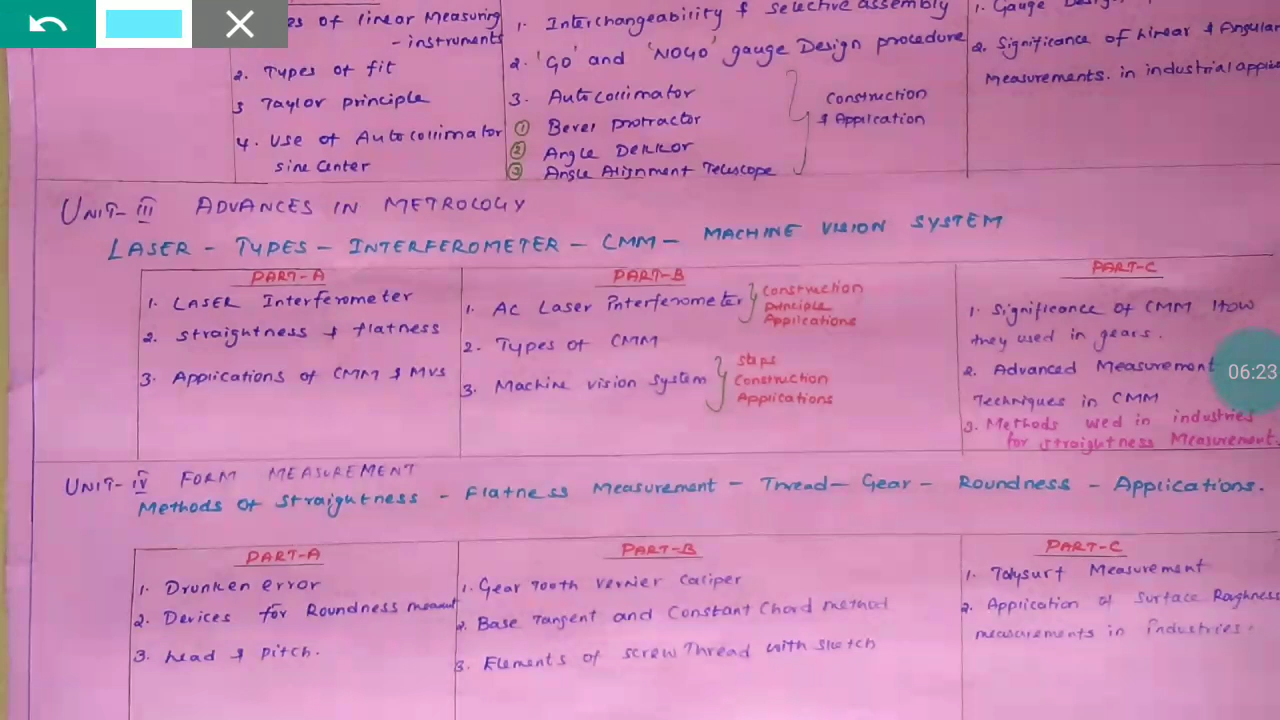 es of linear Measuring
- instruments
2. Types of fit
3 Taylor principle
4. Use of Autocollimator
sine center
1. Interchangeability & selective assembly
2. 'GO' and 'NOGO' gauge Design procedure
3. Autocollimator
① Bevel protractor
② Angle Dekkor
③ Angle Alignment Telescope
Construction
& Application
1. Gauge Desig
2. Significance of Linear & Angular
Measurements. in industrial applic
UNIT-III ADVANCES IN METROLOGY
LASER - TYPES - INTERFEROMETER - CMM - MACHINE VISION SYSTEM
PART-A
1. LASER Interferometer
2. straightness & flatness
3. Applications of CMM & MVS
PART-B
1. AC Laser Interferometer
Construction
principle
Applications
2. Types of CMM
3. Machine vision System
Steps
Construction
Applications
PART-C
1. Significance of CMM How
they used in gears.
2. Advanced Measurement
Techniques in CMM
3. Methods used in industries
for straightness Measurement.
06:23
UNIT-IV FORM MEASUREMENT
Methods of Straightness - Flatness Measurement - Thread - Gear - Roundness - Applications.
PART-A
1. Drunken error
2. Devices for Roundness
3. lead & pitch.
PART-B
1. Gear Tooth Vernier Caliper
2. Base Tangent and Constant Chord method
3. Elements of screw Thread with sketch
PART-C
1. Talysurf Measurement
2. Application of Surface Roughness
measurements in industries.